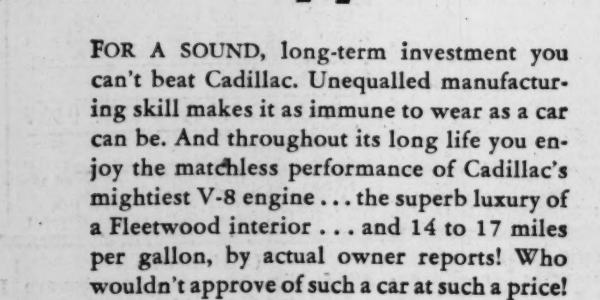 FOR A SOUND, long-term investment you
can't beat Cadillac. Unequalled manufactur-
ing skill makes it as immune to wear as a car
can be. And throughout its long life you en-
joy the matchless performance of Cadillac's
mightiest V-8 engine . . . the superb luxury of
a Fleetwood interior . . . and 14 to 17 miles
per gallon, by actual owner reports! Who
wouldn't approve of such a car at such a price!